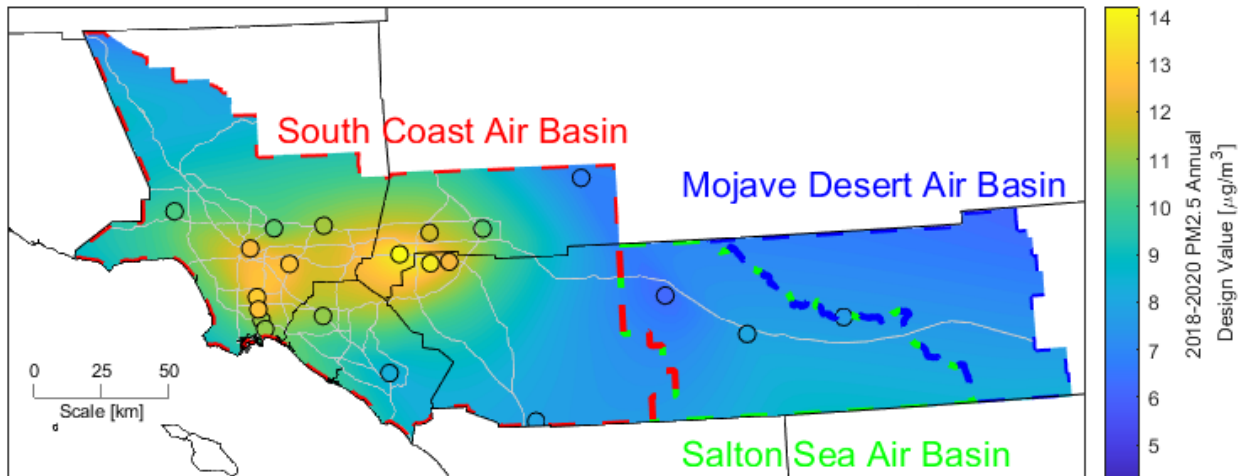 South Coast Air Basin
Mojave Desert Air Basin
Salton Sea Air Basin
0 25 50
Scale [km]
14
13
12
11
10
9
8
7
6
5
2018-2020 PM2.5 Annual
Design Value [μg/m³]